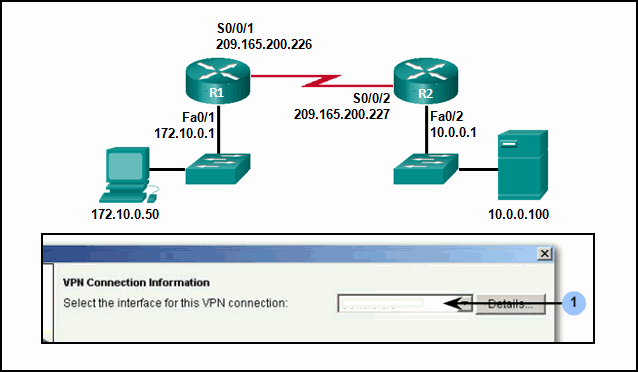 S0/0/1
209.165.200.226
R1
R2
S0/0/2
209.165.200.227
Fa0/1
172.10.0.1
Fa0/2
10.0.0.1
172.10.0.50
10.0.0.100
VPN Connection Information
Select the interface for this VPN connection:
Details...
1